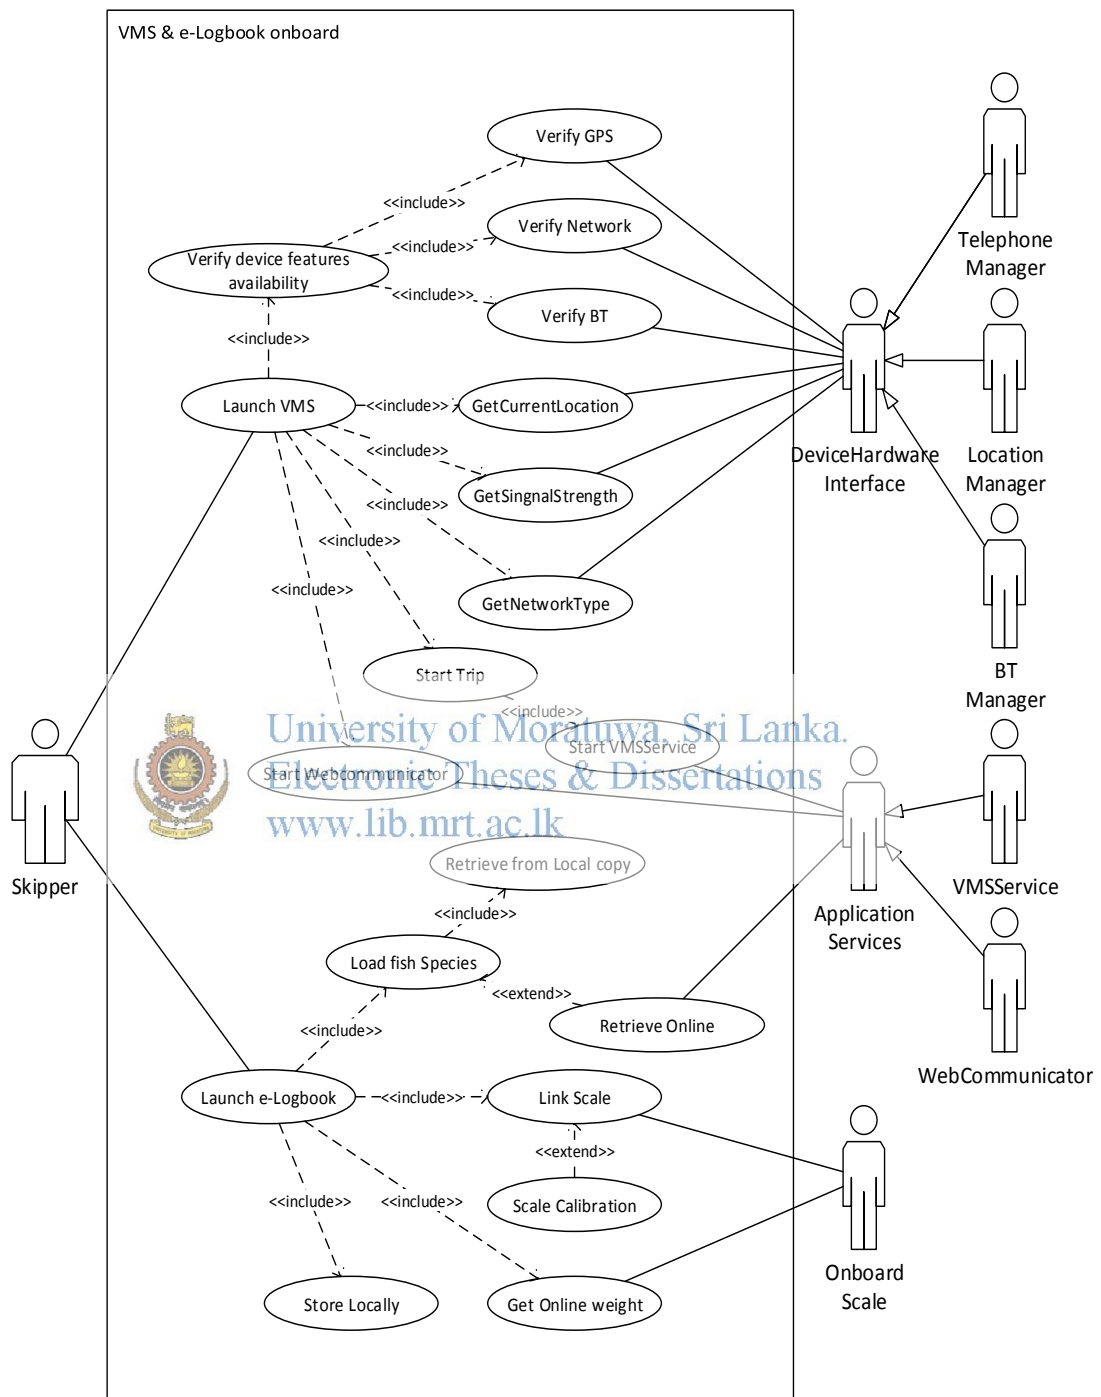 VMS & e-Logbook onboard
Verify GPS
<<include>>
Verify Network
<<include>>
Verify device features
availability
<<include>>
Verify BT
<<include>>
Telephone
Manager
Launch VMS
<<include>>
GetCurrentLocation
<<include>>
DeviceHardware
Interface
Location
Manager
GetSingnalStrength
<<include>>
<<include>>
<<include>>
GetNetworkType
Start Trip
BT
Manager
<<include>>
University of Moratuwa, Sri Lanka.
Start VMSService
Start Webcommunicator
Electronic Theses & Dissertations
www.lib.mrt.ac.lk
Retrieve from Local copy
Skipper
VMSService
<<include>>
Application
Services
Load fish Species
<<extend>>
<<include>>
Retrieve Online
WebCommunicator
Launch e-Logbook
<<include>>
Link Scale
<<extend>>
<<include>>
<<include>>
Scale Calibration
Onboard
Scale
Store Locally
Get Online weight